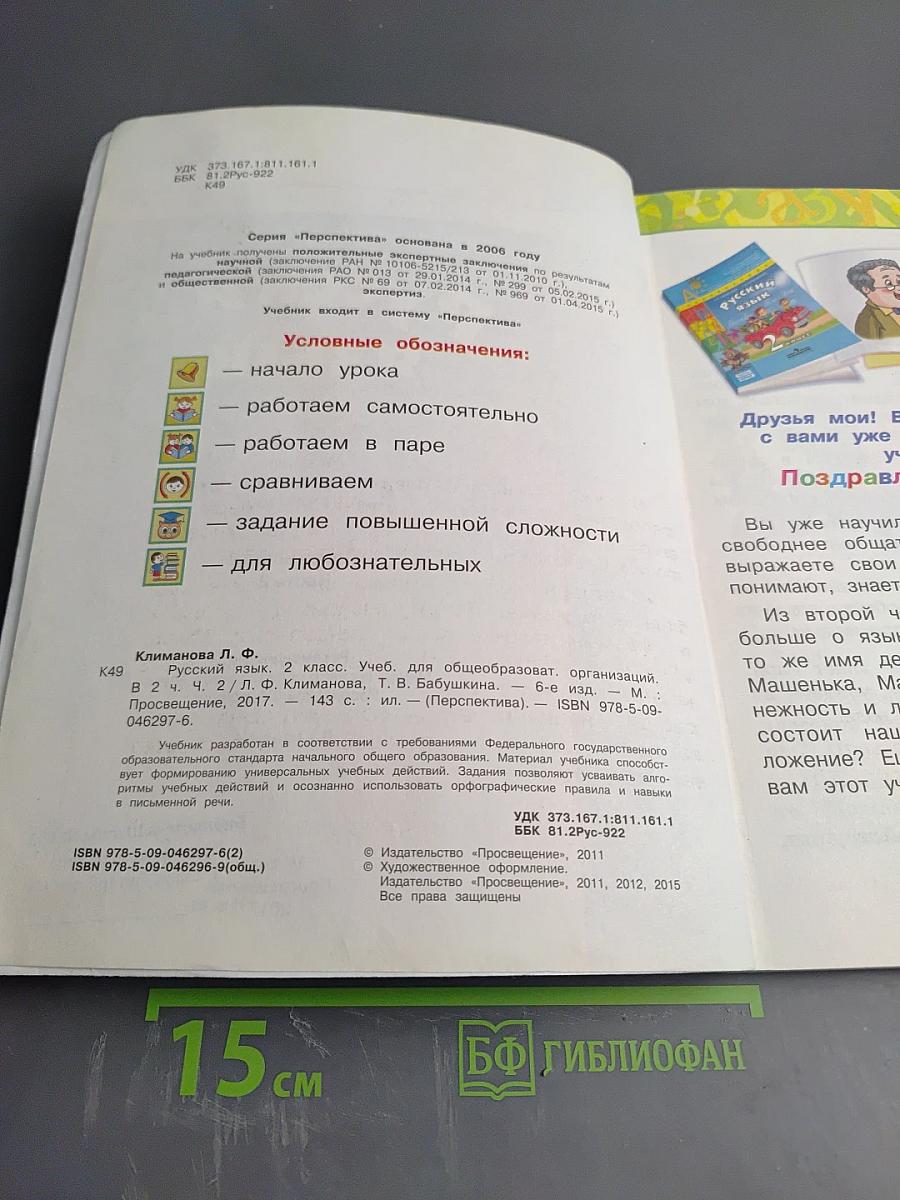 УДК 373.167.1:811.161.1
ББК 81.2Рус-922
К49
Серия «Перспектива» основана в 2006 году
На учебник получены положительные экспертные заключения по результатам
научной (заключение РАН № 10106-5215/213 от 01.11.2010 г.),
педагогической (заключения РАО № 013 от 29.01.2014 г., № 299 от 05.02.2015 г.)
и общественной (заключения РКС № 69 от 07.02.2014 г., № 969 от 01.04.2015 г.)
экспертиз.
Учебник входит в систему «Перспектива»
Условные обозначения:
— начало урока
— работаем самостоятельно
— работаем в паре
— сравниваем
— задание повышенной сложности
— для любознательных
Климанова Л. Ф.
К49 Русский язык. 2 класс. Учеб. для общеобразоват. организаций.
В 2 ч. Ч. 2 / Л. Ф. Климанова, Т. В. Бабушкина. — 6-е изд. — М. :
Просвещение, 2017. — 143 с. : ил. — (Перспектива). — ISBN 978-5-09-
046297-6.
Учебник разработан в соответствии с требованиями Федерального государственного
образовательного стандарта начального общего образования. Материал учебника способст-
вует формированию универсальных учебных действий. Задания позволяют усваивать алго-
ритмы учебных действий и осознанно использовать орфографические правила и навыки
в письменной речи.
УДК 373.167.1:811.161.1
ББК 81.2Рус-922
ISBN 978-5-09-046297-6(2)
ISBN 978-5-09-046296-9(общ.)
© Издательство «Просвещение», 2011
© Художественное оформление.
Издательство «Просвещение», 2011, 2012, 2015
Все права защищены
Русский
язык
2
Друзья мои! В
с вами уже
уч
Поздравл
Вы уже научил
свободнее общат
выражаете свои
понимают, знает
Из второй ч
больше о язык
то же имя де
Машенька, Ма
нежность и л
состоит наш
ложение? Ещ
вам этот уч
15 см
БФ ГИБЛИОФАН